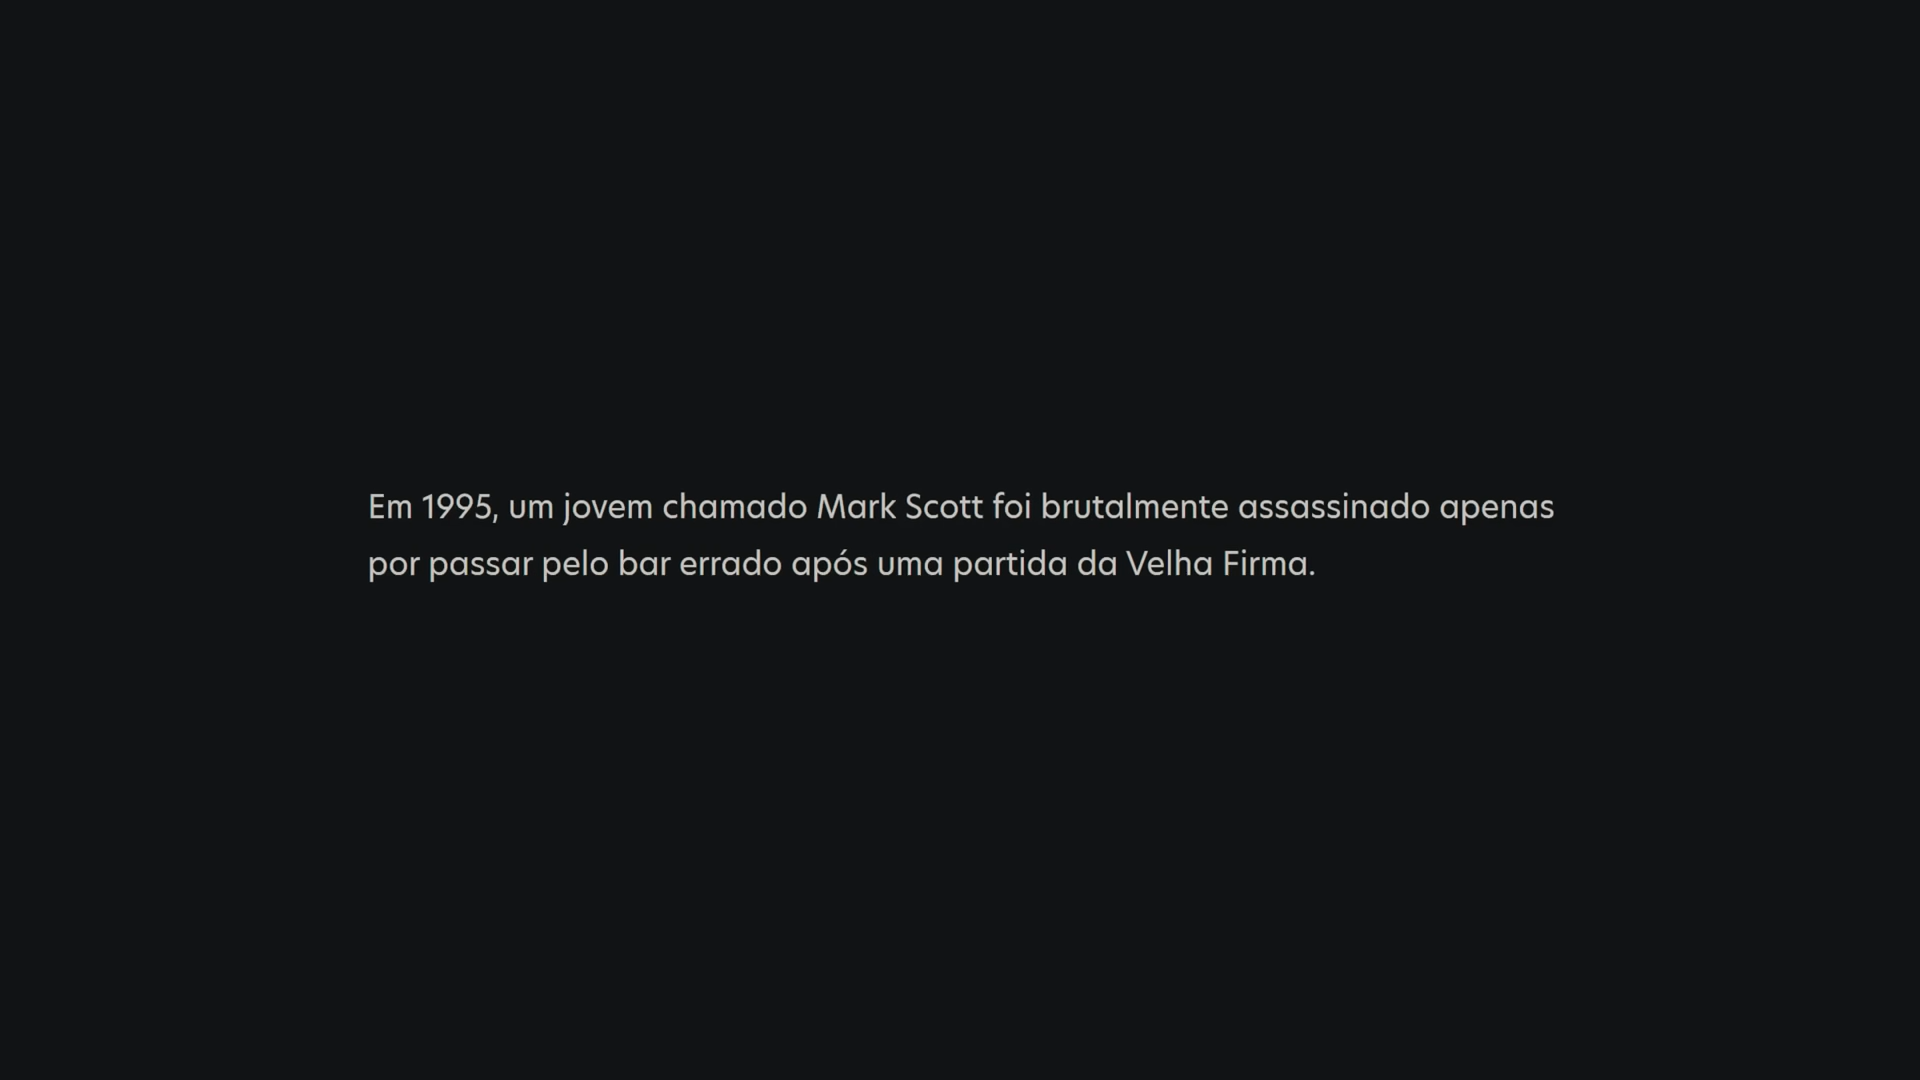 Em 1995, um jovem chamado Mark Scott foi brutalmente assassinado apenas
por passar pelo bar errado após uma partida da Velha Firma.